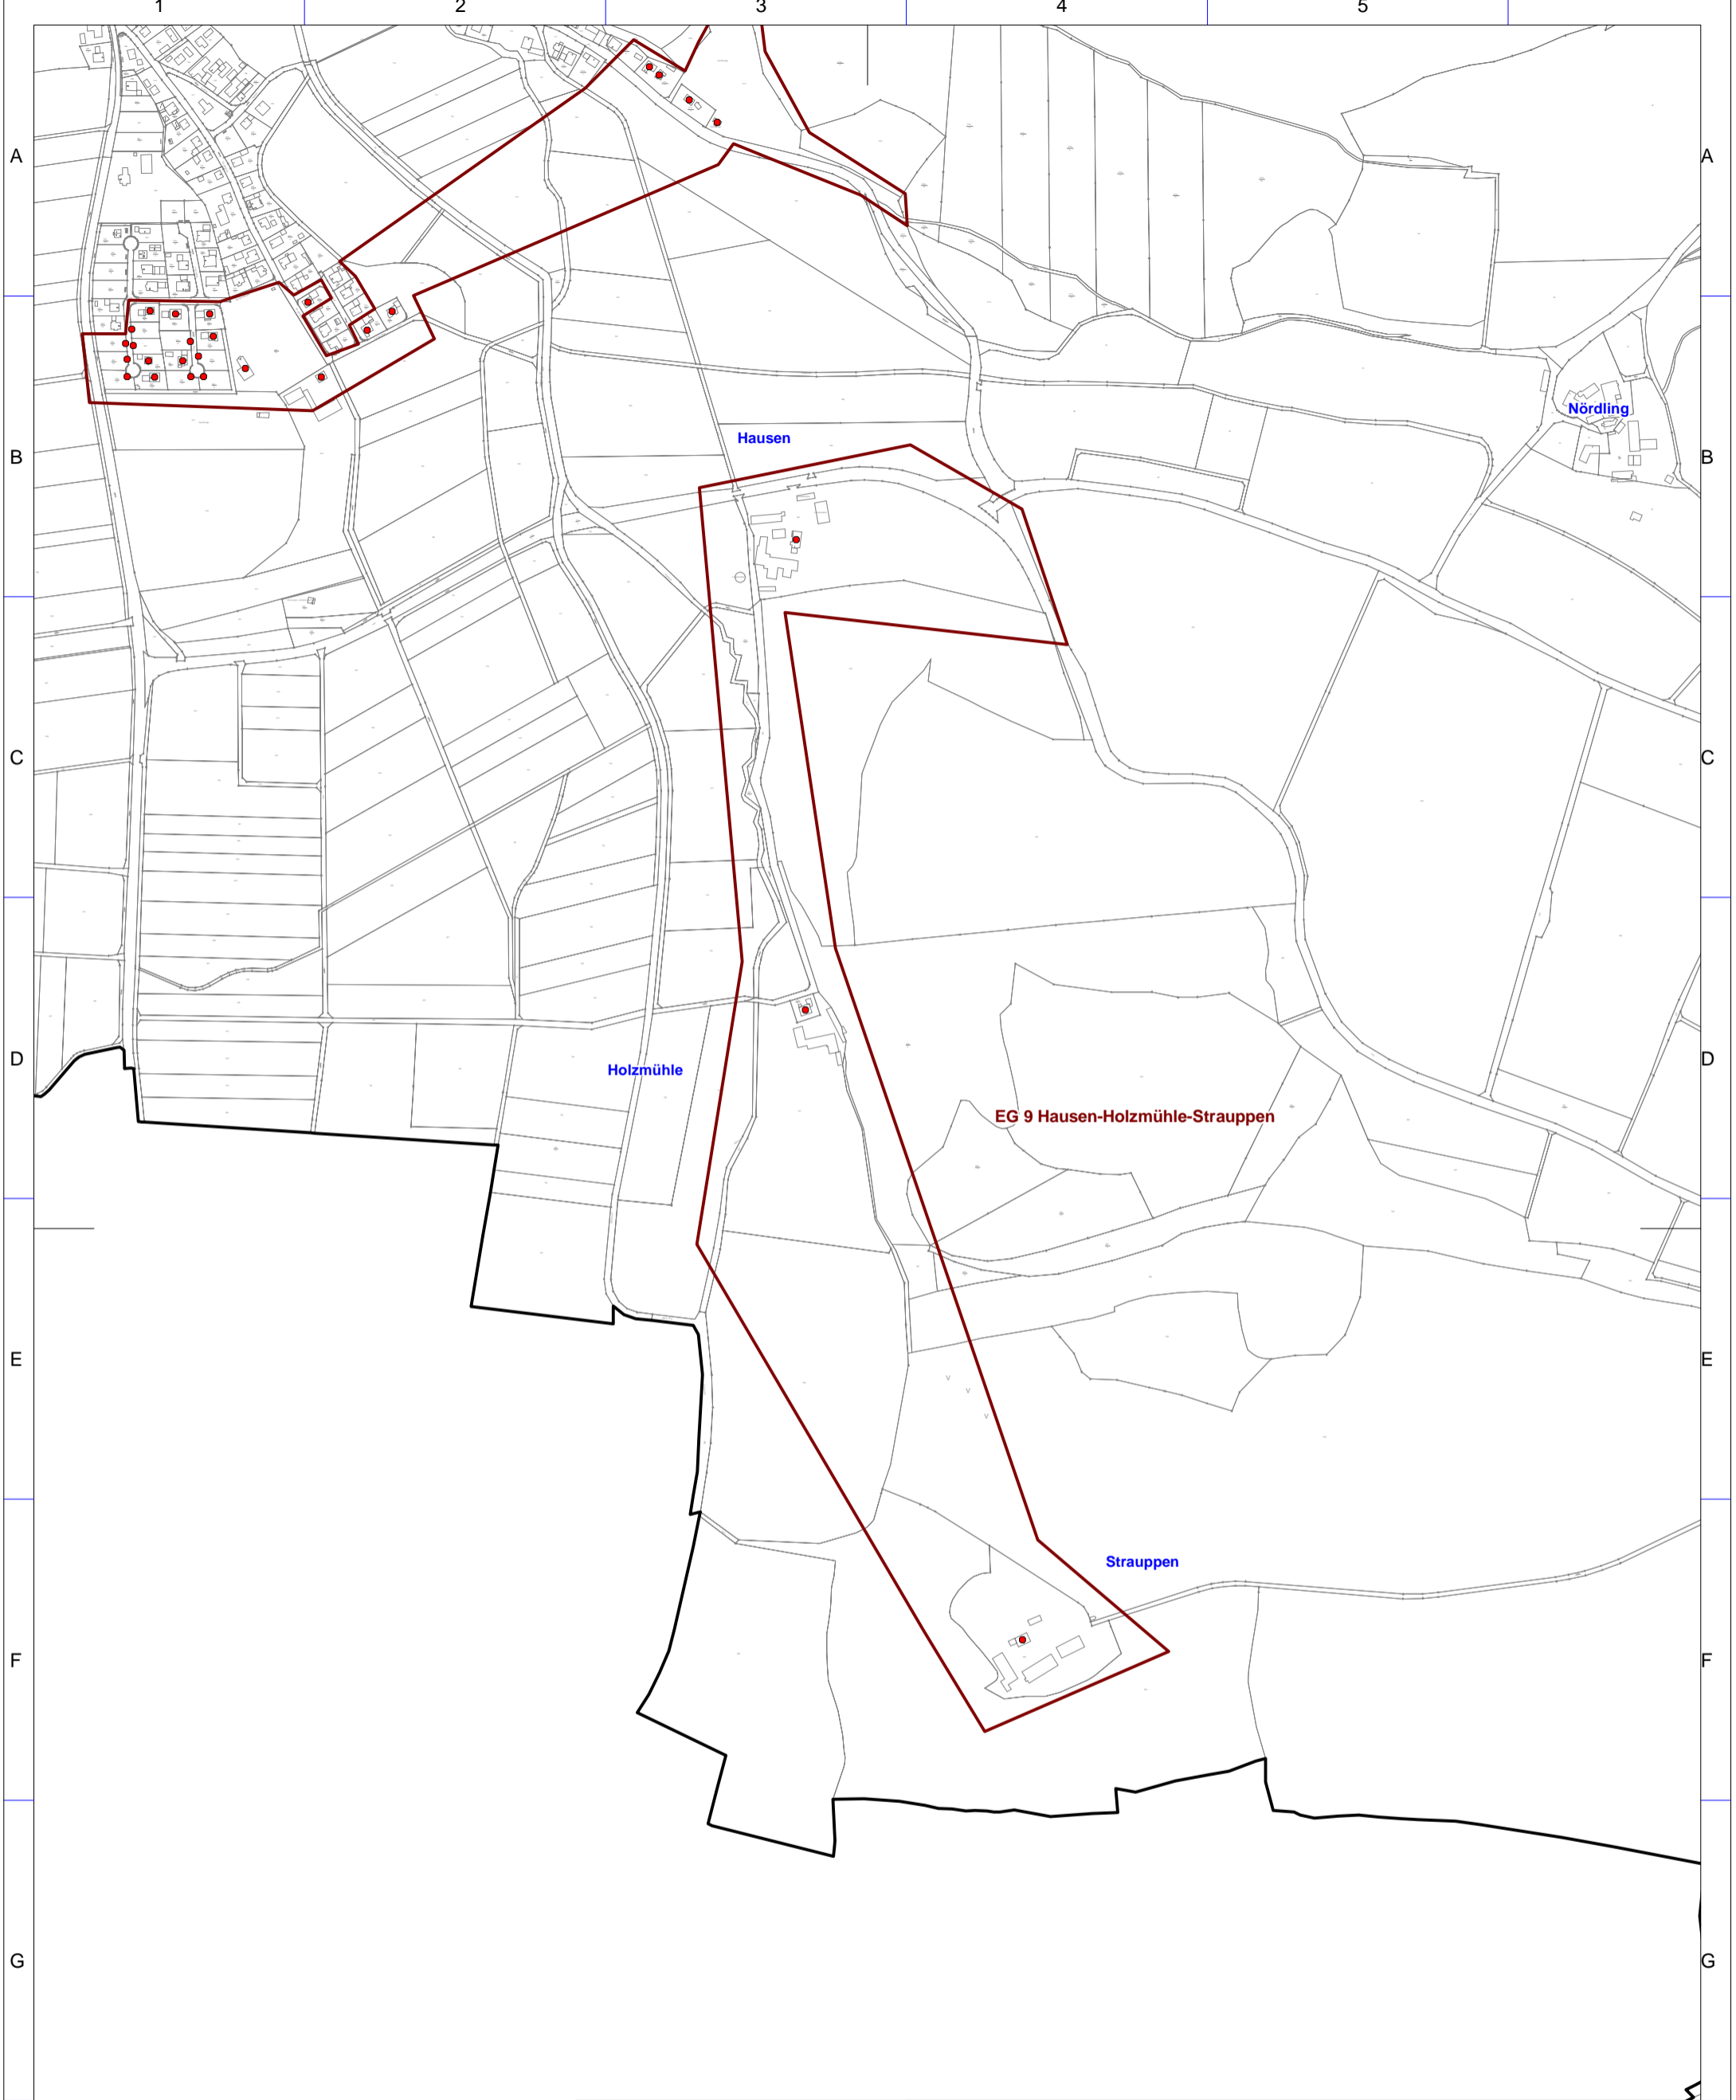 1 2 3 4 5
A A
Nördling
Hausen
B B
C C
D D
Holzmühle
EG 9 Hausen-Holzmühle-Strauppen
E E
Strauppen
F F
G G